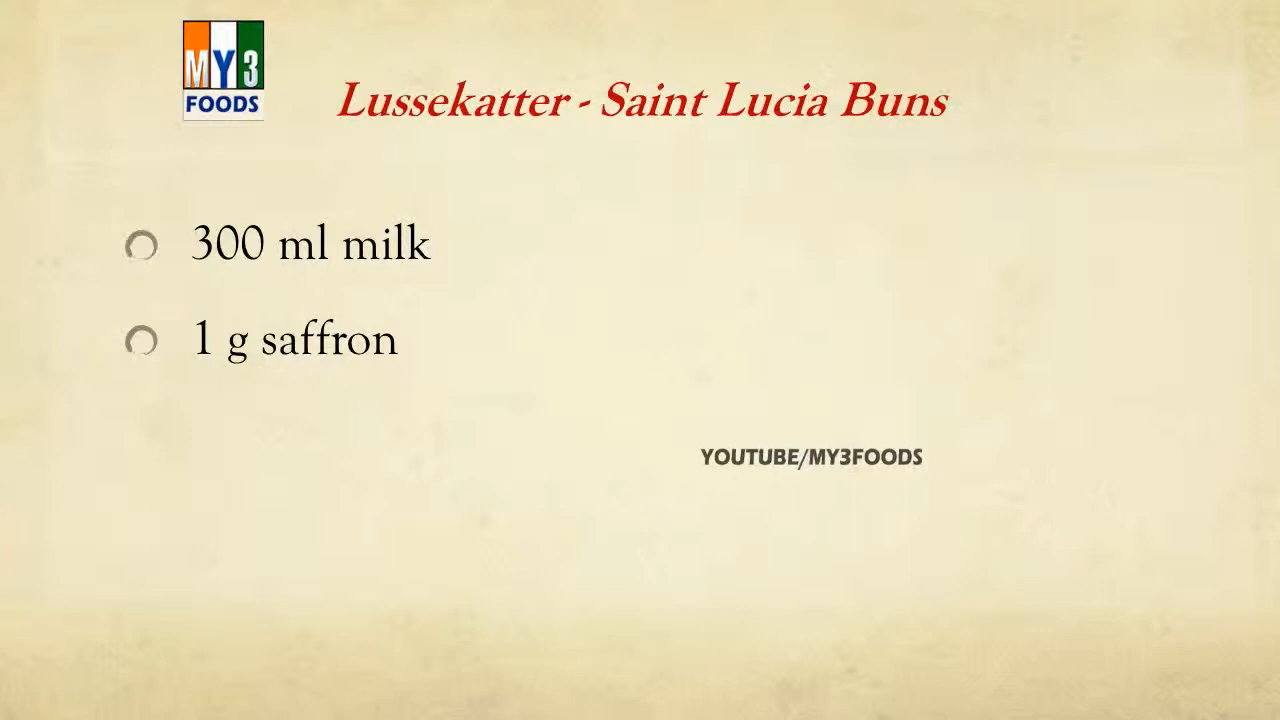 MY3
FOODS
Lussekatter - Saint Lucia Buns
300 ml milk
1 g saffron
YOUTUBE/MY3FOODS